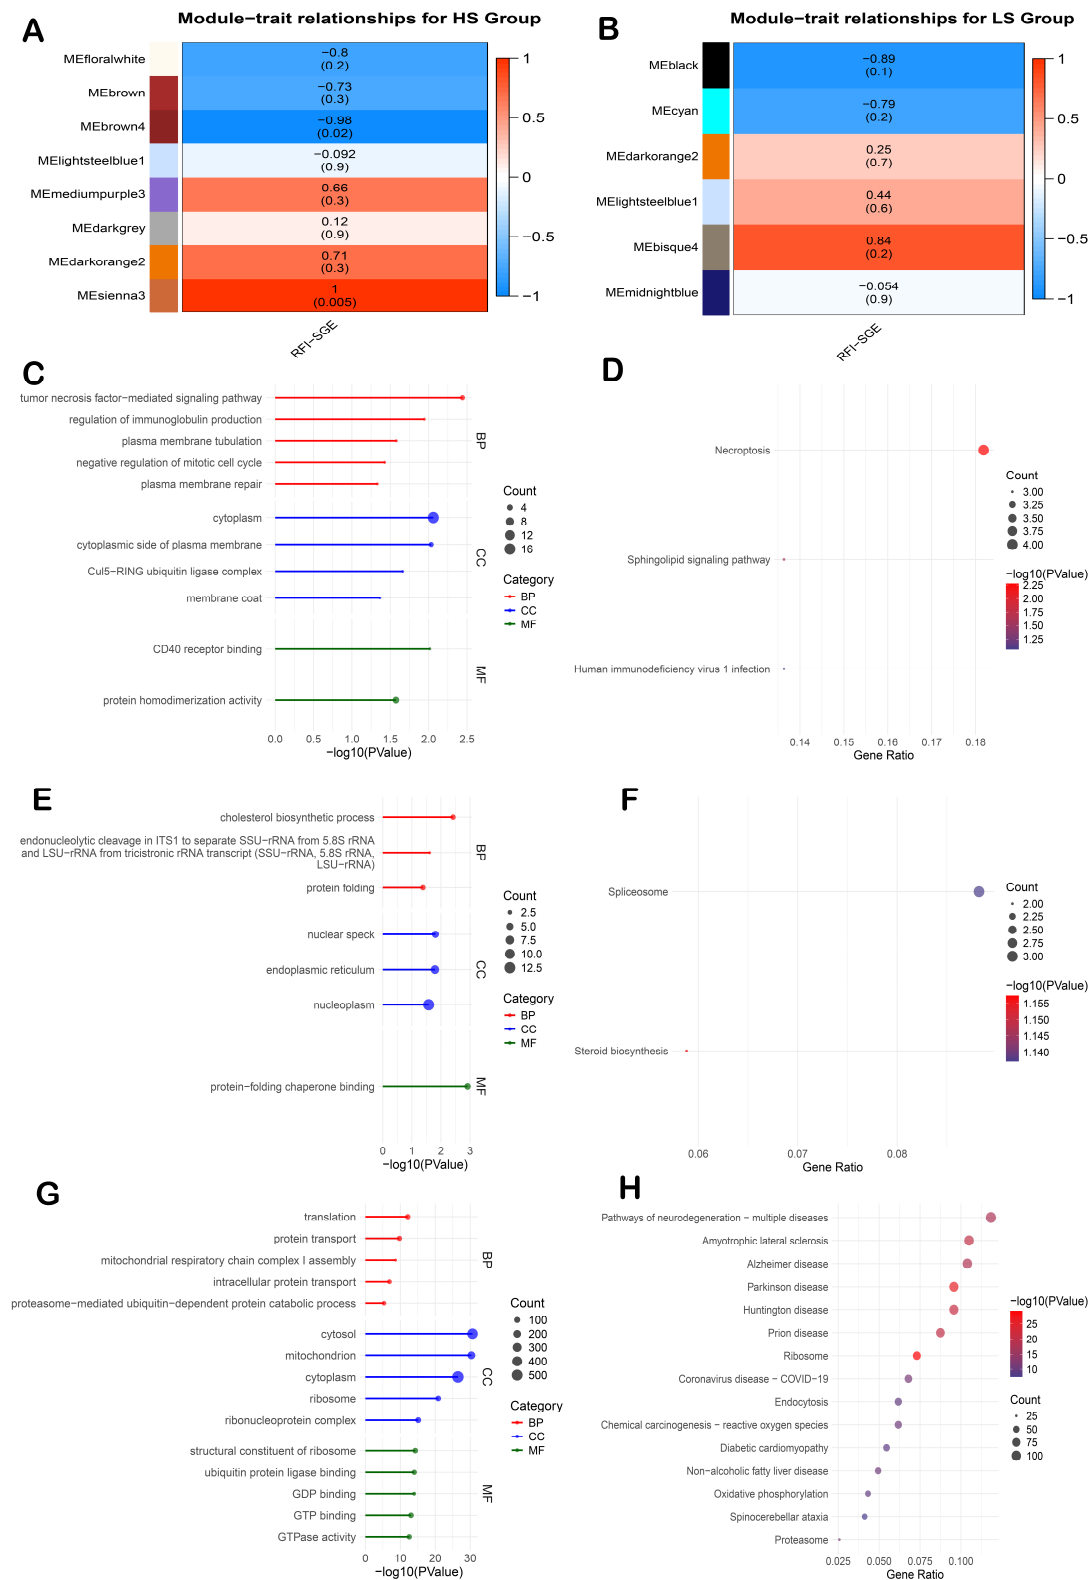 A
Module−trait relationships for HS Group
MEfloralwhite
MEbrown
MEbrown4
MElightsteelblue1
MEmediumpurple3
MEdarkgrey
MEdarkorange2
MEsienna3
−0.8
(0.2)
−0.73
(0.3)
−0.98
(0.02)
−0.092
(0.9)
0.66
(0.3)
0.12
(0.9)
0.71
(0.3)
1
(0.005)
1
0.5
0
−0.5
−1
RFI−SGE
B
Module−trait relationships for LS Group
MEblack
MEcyan
MEdarkorange2
MElightsteelblue1
MEbisque4
MEmidnightblue
−0.89
(0.1)
−0.79
(0.2)
0.25
(0.7)
0.44
(0.6)
0.84
(0.2)
−0.054
(0.9)
1
0.5
0
−0.5
−1
RFI−SGE
C
tumor necrosis factor−mediated signaling pathway
regulation of immunoglobulin production
plasma membrane tubulation
negative regulation of mitotic cell cycle
plasma membrane repair
BP
cytoplasm
cytoplasmic side of plasma membrane
Cul5−RING ubiquitin ligase complex
membrane coat
CC
CD40 receptor binding
protein homodimerization activity
MF
0.0 0.5 1.0 1.5 2.0 2.5
−log10(PValue)
Count
4
8
12
16
Category
BP
CC
MF
D
Necroptosis
Sphingolipid signaling pathway
Human immunodeficiency virus 1 infection
0.14 0.15 0.16 0.17 0.18
Gene Ratio
Count
3.00
3.25
3.50
3.75
4.00
−log10(PValue)
2.25
2.00
1.75
1.50
1.25
E
cholesterol biosynthetic process
endonucleolytic cleavage in ITS1 to separate SSU−rRNA from 5.8S rRNA
and LSU−rRNA from tricistronic rRNA transcript (SSU−rRNA, 5.8S rRNA,
LSU−rRNA)
protein folding
BP
nuclear speck
endoplasmic reticulum
nucleoplasm
CC
protein−folding chaperone binding
MF
0 1 2 3
−log10(PValue)
Count
2.5
5.0
7.5
10.0
12.5
Category
BP
CC
MF
F
Spliceosome
Steroid biosynthesis
0.06 0.07 0.08
Gene Ratio
Count
2.00
2.25
2.50
2.75
3.00
−log10(PValue)
1.155
1.150
1.145
1.140
G
translation
protein transport
mitochondrial respiratory chain complex I assembly
intracellular protein transport
proteasome−mediated ubiquitin−dependent protein catabolic process
BP
cytosol
mitochondrion
cytoplasm
ribosome
ribonucleoprotein complex
CC
structural constituent of ribosome
ubiquitin protein ligase binding
GDP binding
GTP binding
GTPase activity
MF
0 10 20 30
−log10(PValue)
Count
100
200
300
400
500
Category
BP
CC
MF
H
Pathways of neurodegeneration − multiple diseases
Amyotrophic lateral sclerosis
Alzheimer disease
Parkinson disease
Huntington disease
Prion disease
Ribosome
Coronavirus disease − COVID−19
Endocytosis
Chemical carcinogenesis − reactive oxygen species
Diabetic cardiomyopathy
Non−alcoholic fatty liver disease
Oxidative phosphorylation
Spinocerebellar ataxia
Proteasome
0.025 0.050 0.075 0.100
Gene Ratio
−log10(PValue)
25
20
15
10
Count
25
50
75
100